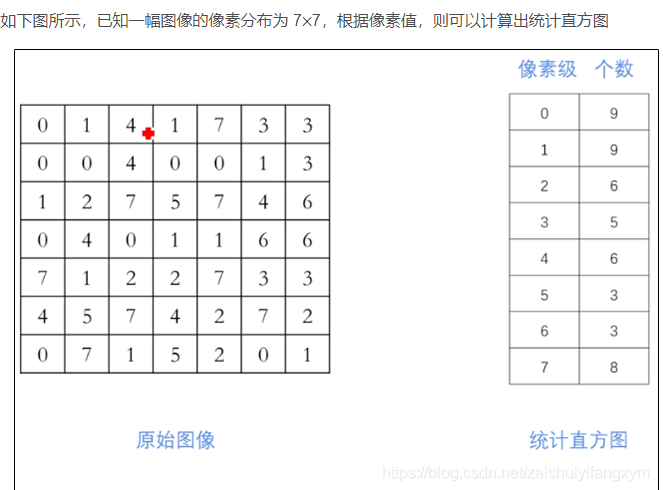 如下图所示，已知一幅图像的像素分布为 7×7，根据像素值，则可以计算出统计直方图
像素级 个数
0 1 4 1 7 3 3
0 0 4 0 0 1 3
1 2 7 5 7 4 6
0 4 0 1 1 6 6
7 1 2 2 7 3 3
4 5 7 4 2 7 2
0 7 1 5 2 0 1
0 9
1 9
2 6
3 5
4 6
5 3
6 3
7 8
原始图像
统计直方图
https://blog.csdn.net/zaishuiyifangxym